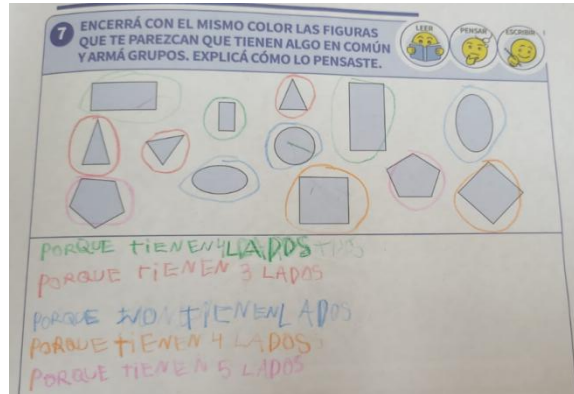 7 ENCERRÁ CON EL MISMO COLOR LAS FIGURAS
QUE TE PAREZCAN QUE TIENEN ALGO EN COMÚN
Y ARMÁ GRUPOS. EXPLICÁ CÓMO LO PENSASTE.
LEER PENSAR ESCRIBIR
PORQUE TIENEN 4 LADOS
PORQUE TIENEN 3 LADOS
PORQUE NO TIENEN LADOS
PORQUE TIENEN 4 LADOS
PORQUE TIENEN 5 LADOS